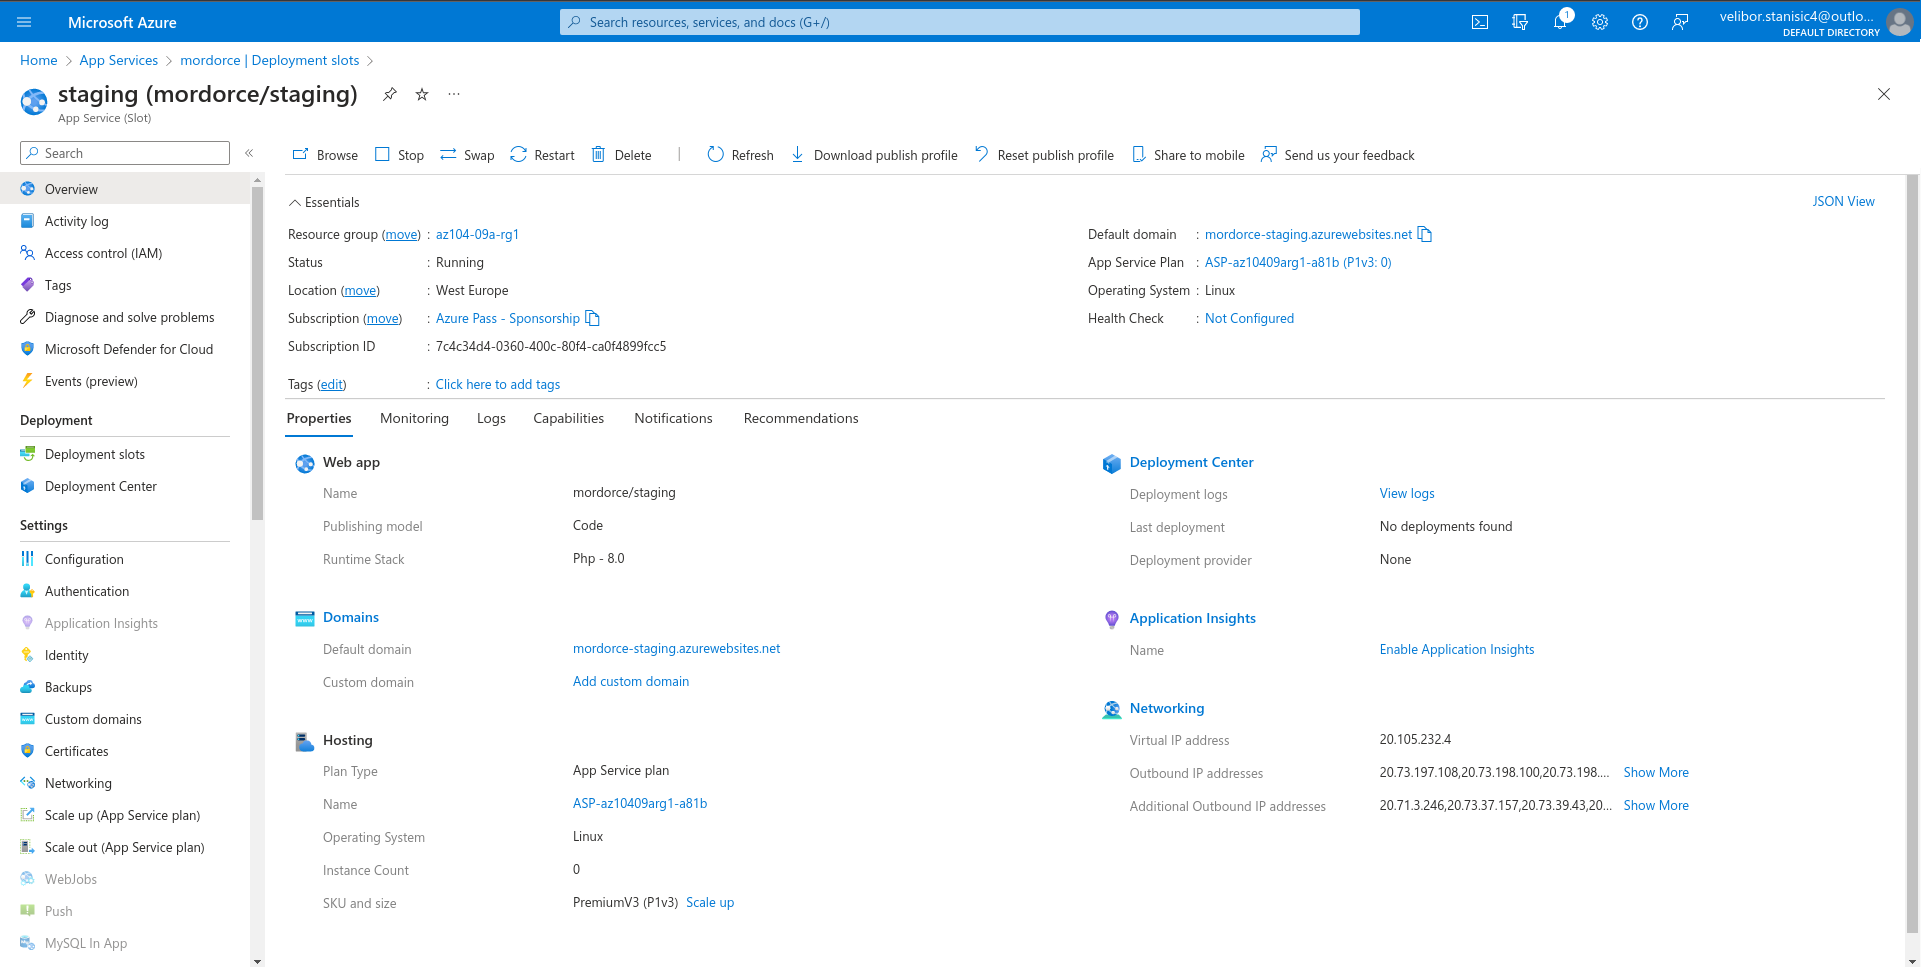 Microsoft Azure
Search resources, services, and docs (G+/)
1
velibor.stanisic4@outlo...
DEFAULT DIRECTORY
Home > App Services > mordorce | Deployment slots >
staging (mordorce/staging)
App Service (Slot)
Search
Overview
Activity log
Access control (IAM)
Tags
Diagnose and solve problems
Microsoft Defender for Cloud
Events (preview)
Deployment
Deployment slots
Deployment Center
Settings
Configuration
Authentication
Application Insights
Identity
Backups
Custom domains
Certificates
Networking
Scale up (App Service plan)
Scale out (App Service plan)
WebJobs
Push
MySQL In App
Browse Stop Swap Restart Delete Refresh Download publish profile Reset publish profile Share to mobile Send us your feedback
Essentials
JSON View
Resource group (move) : az104-09a-rg1
Status : Running
Location (move) : West Europe
Subscription (move) : Azure Pass - Sponsorship
Subscription ID : 7c4c34d4-0360-400c-80f4-ca0f4899fcc5
Tags (edit) : Click here to add tags
Default domain : mordorce-staging.azurewebsites.net
App Service Plan : ASP-az10409arg1-a81b (P1v3: 0)
Operating System : Linux
Health Check : Not Configured
Properties Monitoring Logs Capabilities Notifications Recommendations
Web app
Name mordorce/staging
Publishing model Code
Runtime Stack Php - 8.0
Domains
Default domain mordorce-staging.azurewebsites.net
Custom domain Add custom domain
Hosting
Plan Type App Service plan
Name ASP-az10409arg1-a81b
Operating System Linux
Instance Count 0
SKU and size PremiumV3 (P1v3) Scale up
Deployment Center
Deployment logs View logs
Last deployment No deployments found
Deployment provider None
Application Insights
Name Enable Application Insights
Networking
Virtual IP address 20.105.232.4
Outbound IP addresses 20.73.197.108,20.73.198.100,20.73.198.... Show More
Additional Outbound IP addresses 20.71.3.246,20.73.37.157,20.73.39.43,20... Show More